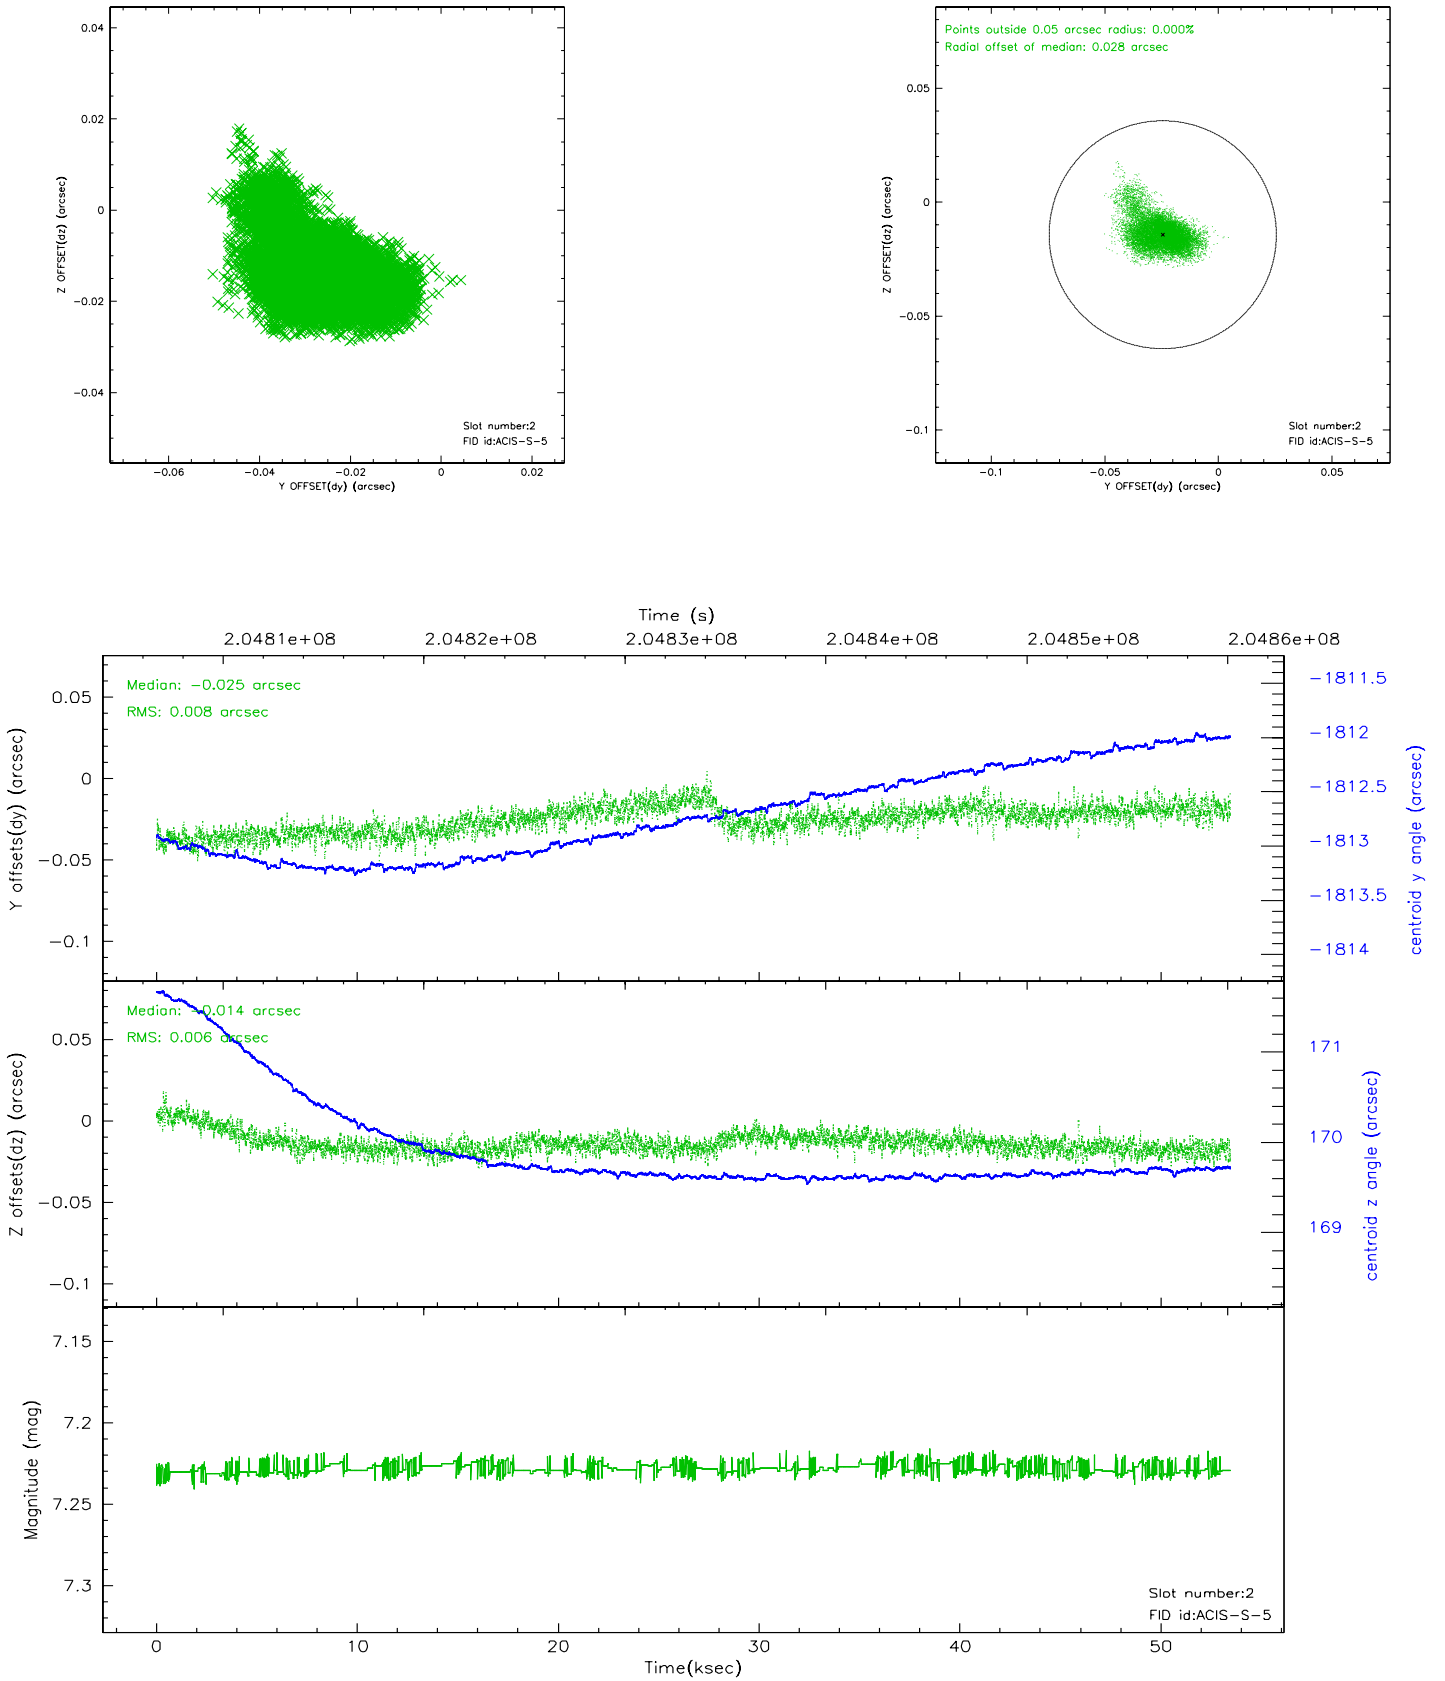 0.04
0.02
0
−0.02
−0.04
Z OFFSET(dz) (arcsec)
Slot number:2
FID id:ACIS−S−5
−0.06 −0.04 −0.02 0 0.02
Y OFFSET(dy) (arcsec)
Points outside 0.05 arcsec radius: 0.000%
Radial offset of median: 0.028 arcsec
0.05
0
−0.05
−0.1
Z OFFSET(dz) (arcsec)
Slot number:2
FID id:ACIS−S−5
−0.1 −0.05 0 0.05
Y OFFSET(dy) (arcsec)
Time (s)
2.0481e+08 2.0482e+08 2.0483e+08 2.0484e+08 2.0485e+08 2.0486e+08
Median: −0.025 arcsec
RMS: 0.008 arcsec
0.05
0
−0.05
−0.1
Y offsets(dy) (arcsec)
−1811.5
−1812
−1812.5
−1813
−1813.5
−1814
centroid y angle (arcsec)
Median: −0.014 arcsec
RMS: 0.006 arcsec
0.05
0
−0.05
−0.1
Z offsets(dz) (arcsec)
171
170
169
centroid z angle (arcsec)
7.15
7.2
7.25
7.3
Magnitude (mag)
Slot number:2
FID id:ACIS−S−5
0 10 20 30 40 50
Time(ksec)